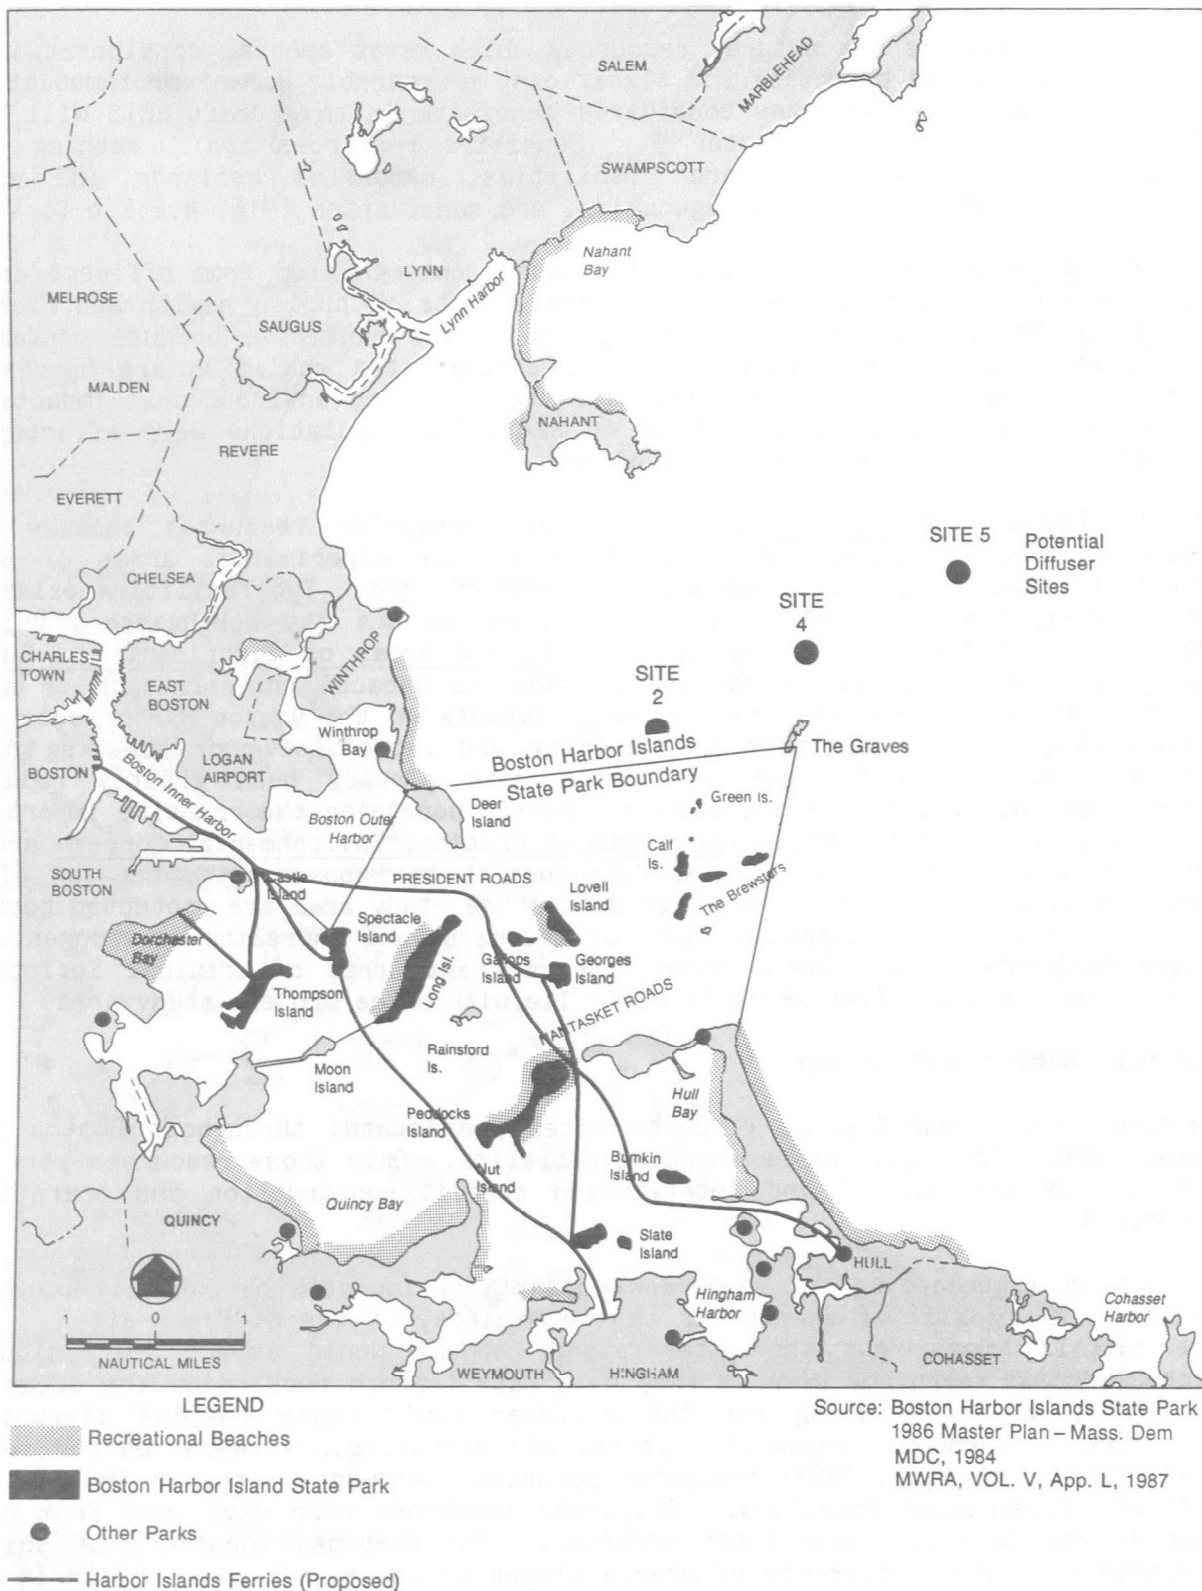 SALEM
MARBLEHEAD
SWAMPSCOTT
Nahant
Bay
LYNN
Lynn Harbor
MELROSE
SAUGUS
MALDEN
NAHANT
REVERE
EVERETT
SITE 5
Potential
Diffuser
Sites
CHELSEA
SITE
4
WINTHROP
CHARLES
TOWN
EAST
BOSTON
SITE
2
Winthrop
Bay
Boston Harbor Islands
State Park Boundary
The Graves
BOSTON
Boston Inner Harbor
LOGAN
AIRPORT
Deer
Island
Green Is.
Boston Outer
Harbor
Calf
Is.
SOUTH
BOSTON
Castle
Island
PRESIDENT ROADS
Lovell
Island
The Brewsters
Spectacle
Island
Dorchester
Bay
Long Isl.
Gallops
Island
Georges
Island
Thompson
Island
NANTASKET ROADS
Rainsford
Is.
Moon
Island
Hull
Bay
Peddocks
Island
Nut
Island
Bumkin
Island
Quincy Bay
QUINCY
Slate
Island
HULL
Hingham
Harbor
Cohasset
Harbor
1 0 1
NAUTICAL MILES
WEYMOUTH
HINGHAM
COHASSET
LEGEND
Recreational Beaches
Boston Harbor Island State Park
Other Parks
Harbor Islands Ferries (Proposed)
Source: Boston Harbor Islands State Park
1986 Master Plan – Mass. Dem
MDC, 1984
MWRA, VOL. V, App. L, 1987